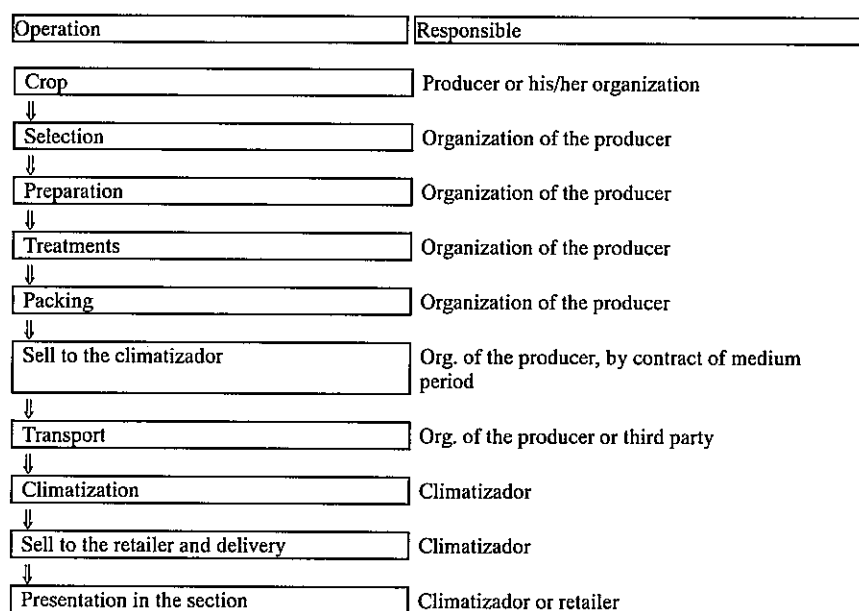 Operation Responsible
Crop Producer or his/her organization
⇓
Selection Organization of the producer
⇓
Preparation Organization of the producer
⇓
Treatments Organization of the producer
⇓
Packing Organization of the producer
⇓
Sell to the climatizador Org. of the producer, by contract of medium
period
⇓
Transport Org. of the producer or third party
⇓
Climatization Climatizador
⇓
Sell to the retailer and delivery Climatizador
⇓
Presentation in the section Climatizador or retailer